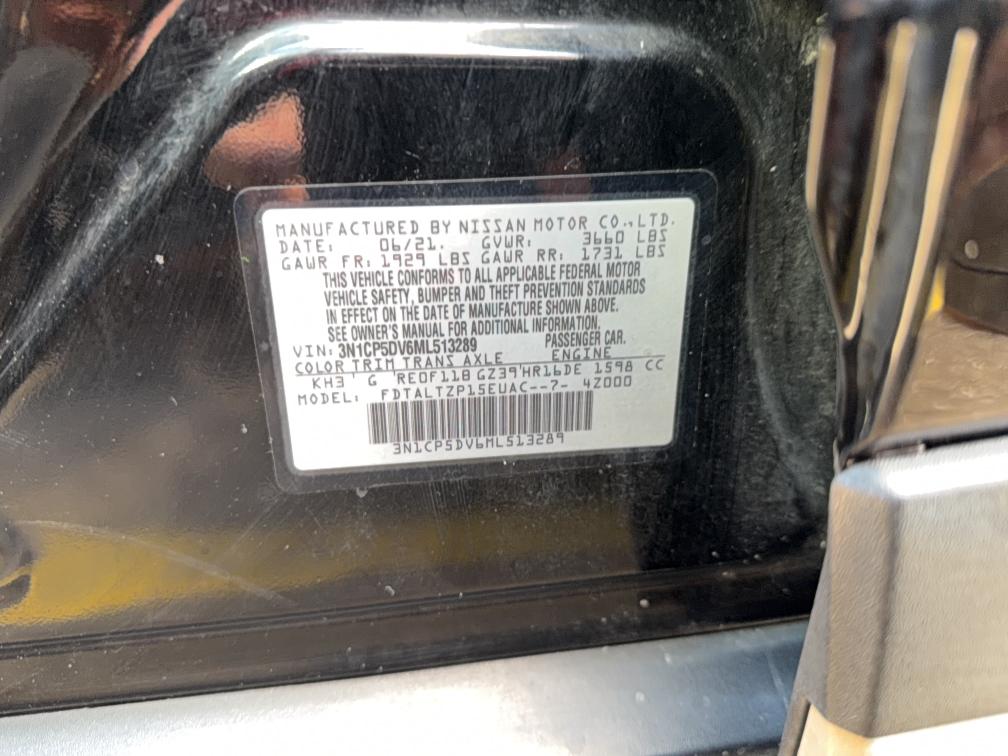 MANUFACTURED BY NISSAN MOTOR CO.,LTD.
DATE: 06/21. GVWR: 3660 LBS
GAWR FR: 1929 LBS GAWR RR: 1731 LBS
THIS VEHICLE CONFORMS TO ALL APPLICABLE FEDERAL MOTOR
VEHICLE SAFETY, BUMPER AND THEFT PREVENTION STANDARDS
IN EFFECT ON THE DATE OF MANUFACTURE SHOWN ABOVE.
SEE OWNER'S MANUAL FOR ADDITIONAL INFORMATION.
VIN: 3N1CP5DV6ML513289 PASSENGER CAR.
COLOR TRIM TRANS AXLE ENGINE
KH3 G RE0F11B GZ39 HR16DE 1598 CC
MODEL: FDTALTZP15EUAC--7- 4Z000
3N1CP5DV6ML513289